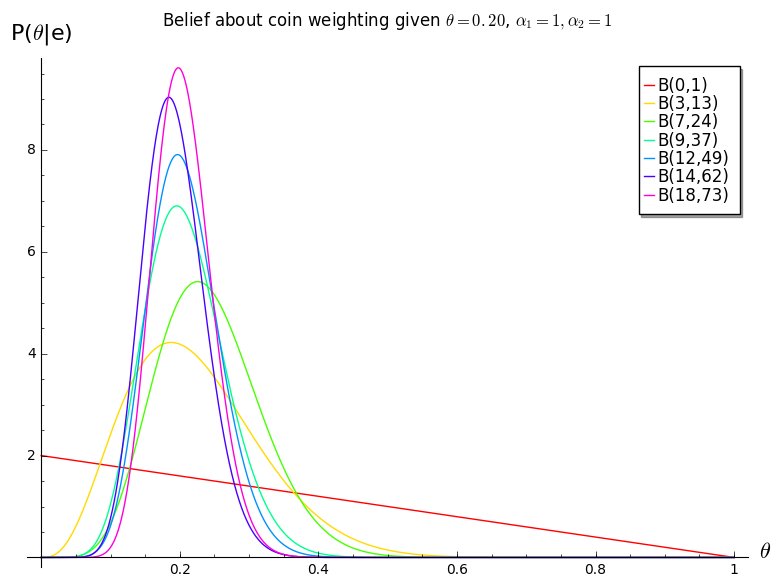 Belief about coin weighting given θ=0.20, α₁=1,α₂=1
P(θ|e)
B(0,1)
B(3,13)
B(7,24)
B(9,37)
B(12,49)
B(14,62)
B(18,73)
8
6
4
2
0.2 0.4 0.6 0.8 1
θ